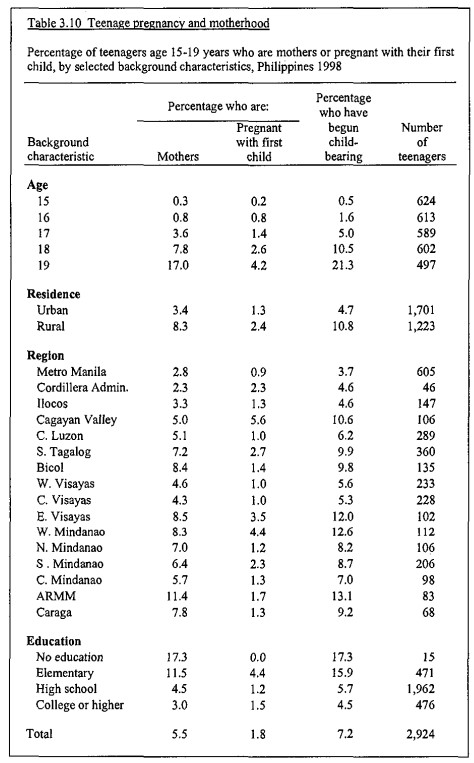 Table 3.10 Teenage pregnancy and motherhood
Percentage of teenagers age 15-19 years who are mothers or pregnant with their first
child, by selected background characteristics, Philippines 1998
Percentage who are: Percentage
who have
Pregnant begun Number
Background with first child- of
characteristic Mothers child bearing teenagers
Age
15 0.3 0.2 0.5 624
16 0.8 0.8 1.6 613
17 3.6 1.4 5.0 589
18 7.8 2.6 10.5 602
19 17.0 4.2 21.3 497
Residence
Urban 3.4 1.3 4.7 1,701
Rural 8.3 2.4 10.8 1,223
Region
Metro Manila 2.8 0.9 3.7 605
Cordillera Admin. 2.3 2.3 4.6 46
Ilocos 3.3 1.3 4.6 147
Cagayan Valley 5.0 5.6 10.6 106
C. Luzon 5.1 1.0 6.2 289
S. Tagalog 7.2 2.7 9.9 360
Bicol 8.4 1.4 9.8 135
W. Visayas 4.6 1.0 5.6 233
C. Visayas 4.3 1.0 5.3 228
E. Visayas 8.5 3.5 12.0 102
W. Mindanao 8.3 4.4 12.6 112
N. Mindanao 7.0 1.2 8.2 106
S . Mindanao 6.4 2.3 8.7 206
C. Mindanao 5.7 1.3 7.0 98
ARMM 11.4 1.7 13.1 83
Caraga 7.8 1.3 9.2 68
Education
No education 17.3 0.0 17.3 15
Elementary 11.5 4.4 15.9 471
High school 4.5 1.2 5.7 1,962
College or higher 3.0 1.5 4.5 476
Total 5.5 1.8 7.2 2,924